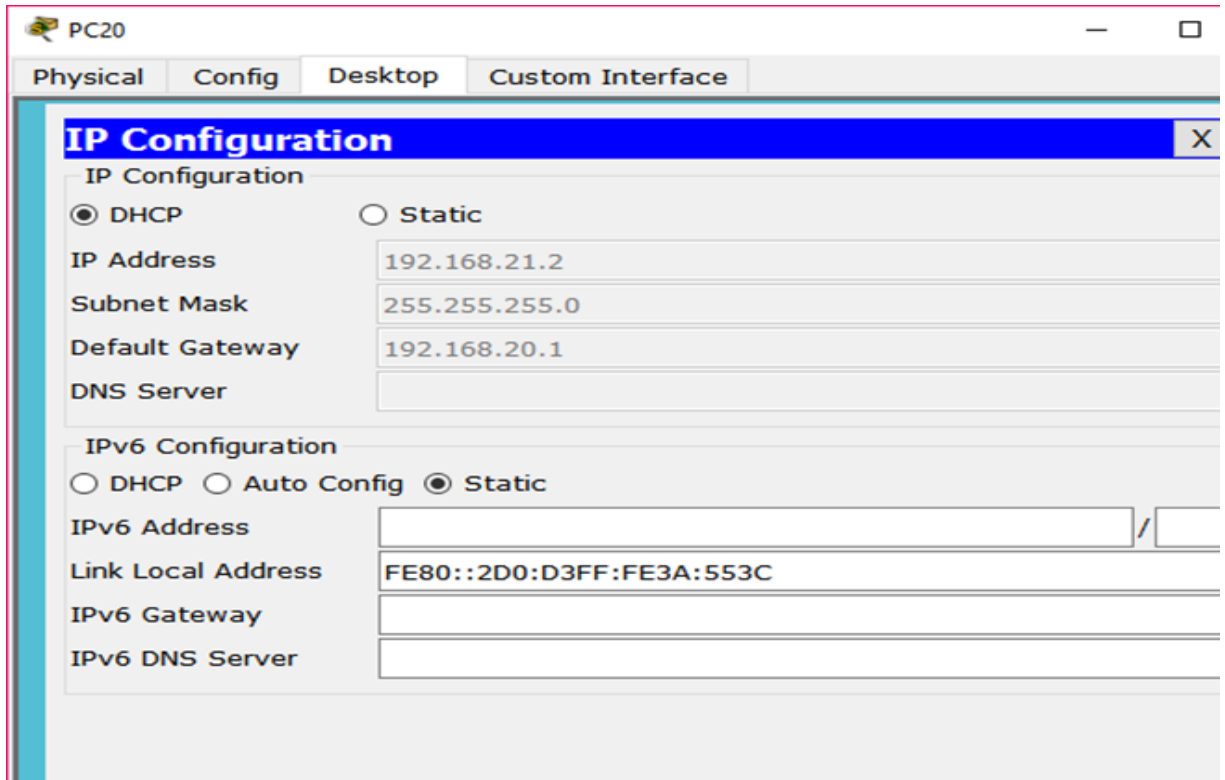 PC20
Physical Config Desktop Custom Interface
IP Configuration X
IP Configuration
DHCP Static
IP Address 192.168.21.2
Subnet Mask 255.255.255.0
Default Gateway 192.168.20.1
DNS Server
IPv6 Configuration
DHCP Auto Config Static
IPv6 Address /
Link Local Address FE80::2D0:D3FF:FE3A:553C
IPv6 Gateway
IPv6 DNS Server